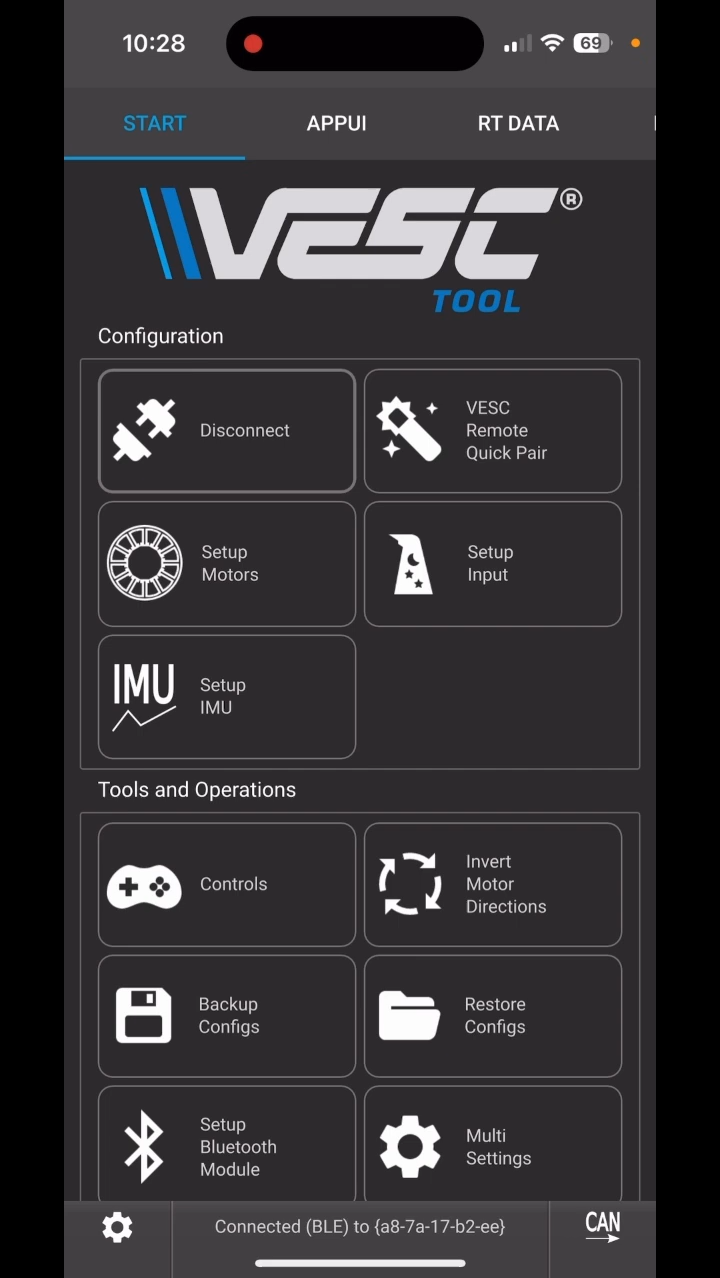 10:28
69
START
APPUI
RT DATA
VESC®
TOOL
Configuration
Disconnect
VESC
Remote
Quick Pair
Setup
Motors
Setup
Input
IMU
Setup
IMU
Tools and Operations
Controls
Invert
Motor
Directions
Backup
Configs
Restore
Configs
Setup
Bluetooth
Module
Multi
Settings
Connected (BLE) to {a8-7a-17-b2-ee}
CAN